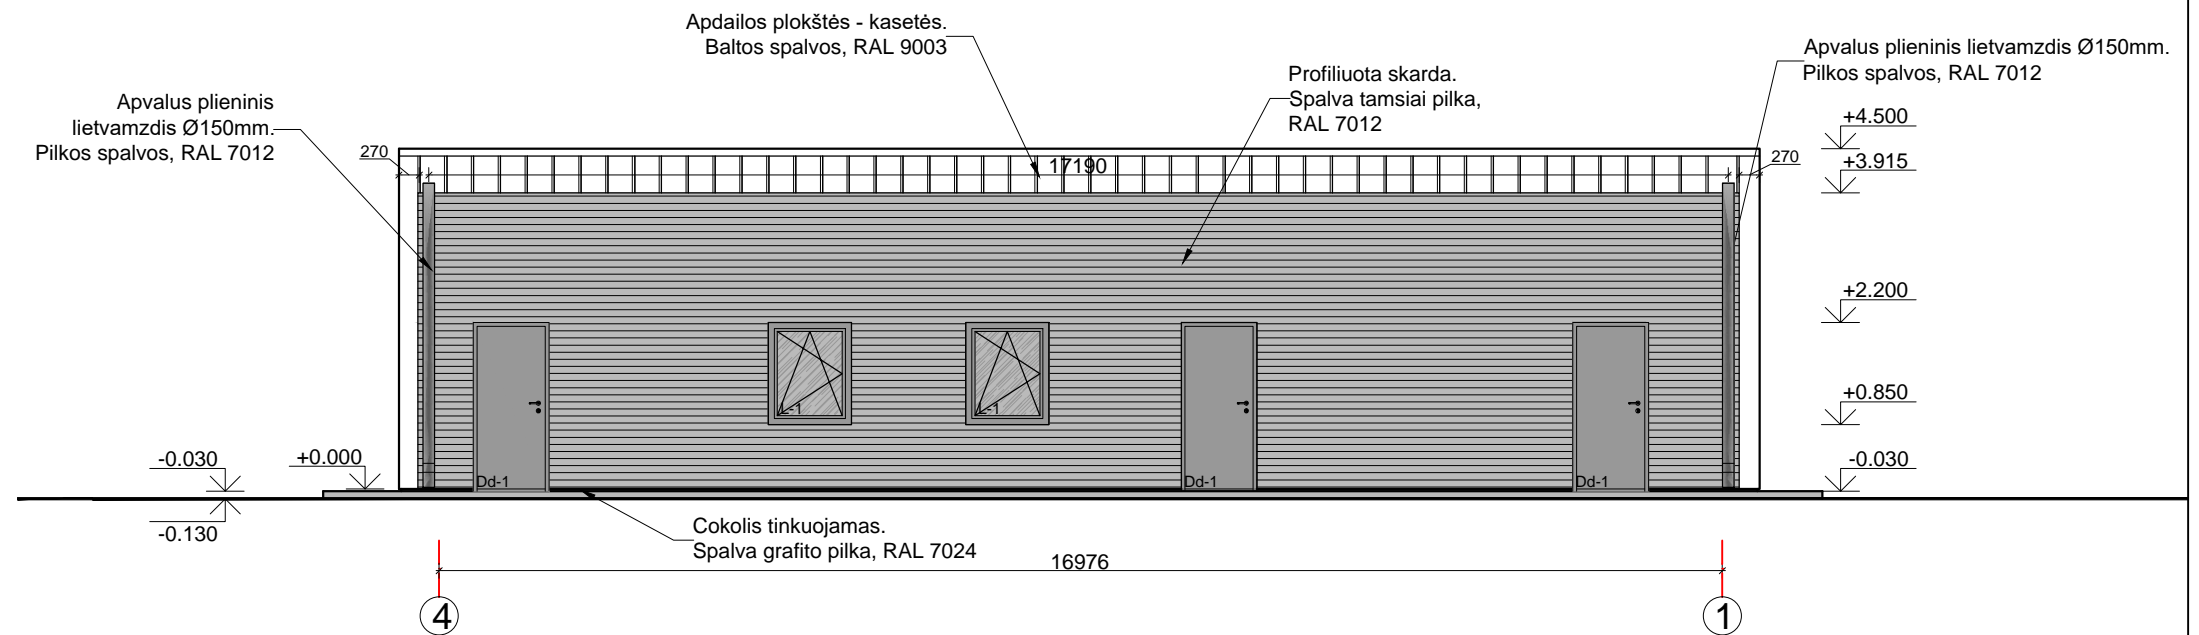 Apdailos plokštės - kasetės.
Baltos spalvos, RAL 9003
Apvalus plieninis lietvamzdis Ø150mm.
Pilkos spalvos, RAL 7012
Profiliuota skarda.
Spalva tamsiai pilka,
RAL 7012
Apvalus plieninis
lietvamzdis Ø150mm.
Pilkos spalvos, RAL 7012
+4.500
270
17190
270
+3.915
+2.200
+0.850
L-1
L-1
-0.030
+0.000
-0.030
Dd-1
Dd-1
Dd-1
-0.130
Cokolis tinkuojamas.
Spalva grafito pilka, RAL 7024
16976
4
1